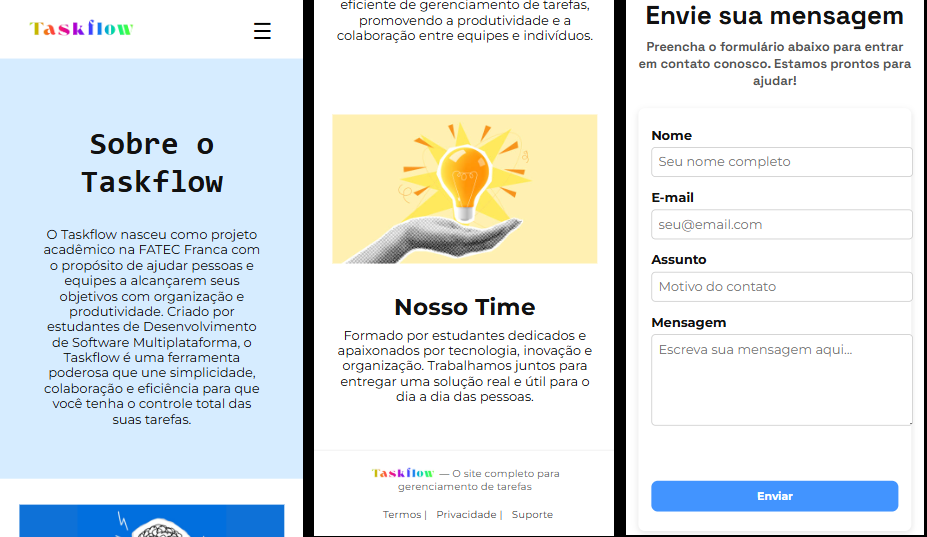 Taskflow
Sobre o
Taskflow
O Taskflow nasceu como projeto
acadêmico na FATEC Franca com
o propósito de ajudar pessoas e
equipes a alcançarem seus
objetivos com organização e
produtividade. Criado por
estudantes de Desenvolvimento
de Software Multiplataforma, o
Taskflow é uma ferramenta
poderosa que une simplicidade,
colaboração e eficiência para que
você tenha o controle total das
suas tarefas.
eficiente de gerenciamento de tarefas,
promovendo a produtividade e a
colaboração entre equipes e indivíduos.
Nosso Time
Formado por estudantes dedicados e
apaixonados por tecnologia, inovação e
organização. Trabalhamos juntos para
entregar uma solução real e útil para o
dia a dia das pessoas.
Taskflow — O site completo para
gerenciamento de tarefas
Termos | Privacidade | Suporte
Envie sua mensagem
Preencha o formulário abaixo para entrar
em contato conosco. Estamos prontos para
ajudar!
Nome
Seu nome completo
E-mail
seu@email.com
Assunto
Motivo do contato
Mensagem
Escreva sua mensagem aqui...
Enviar